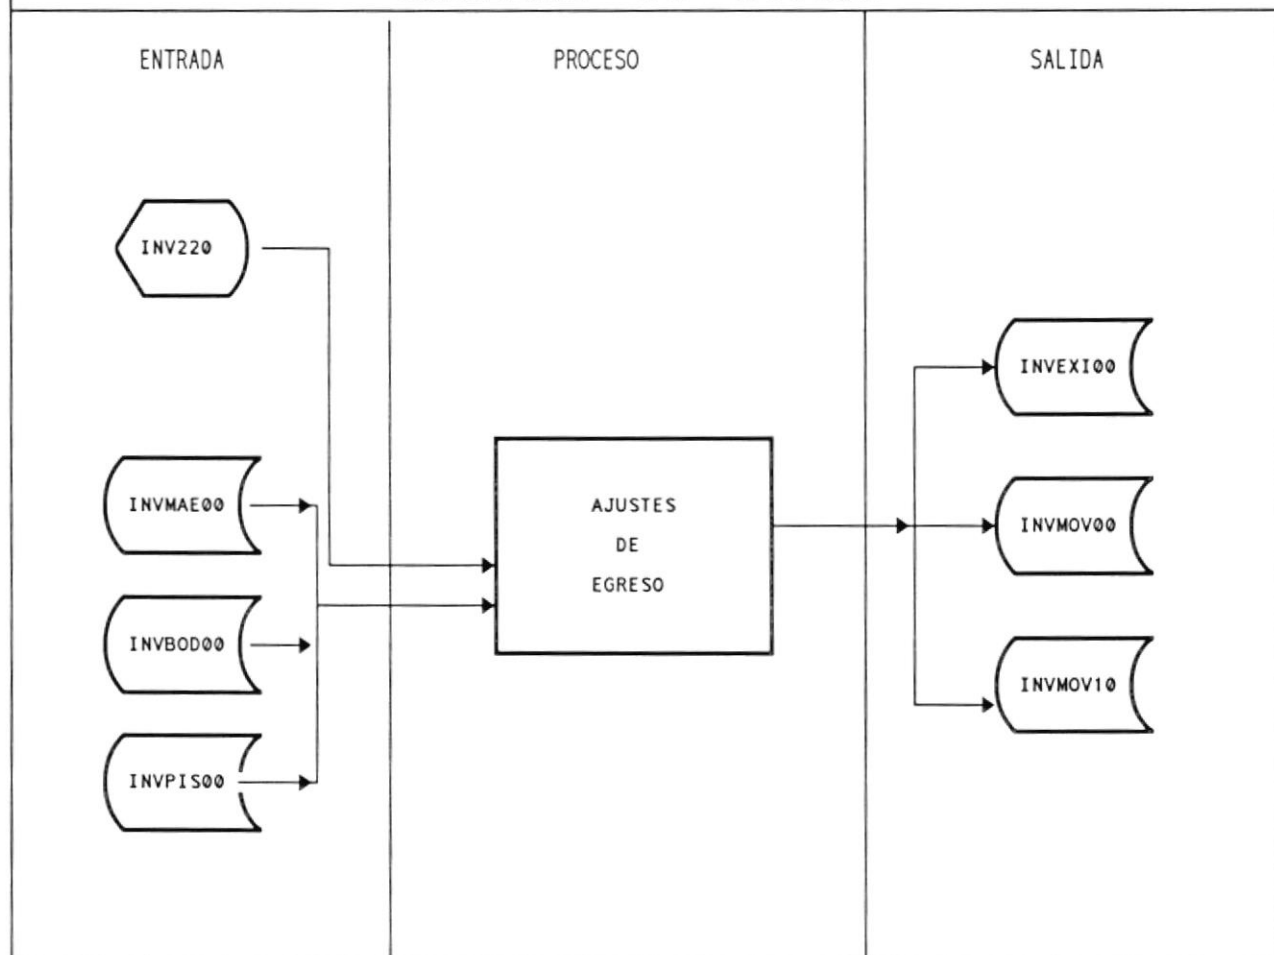 ENTRADA
PROCESO
SALIDA
INV220
INVMAE00
INVBOD00
INVPIS00
AJUSTES
DE
EGRESO
INVEXI00
INVMOV00
INVMOV10